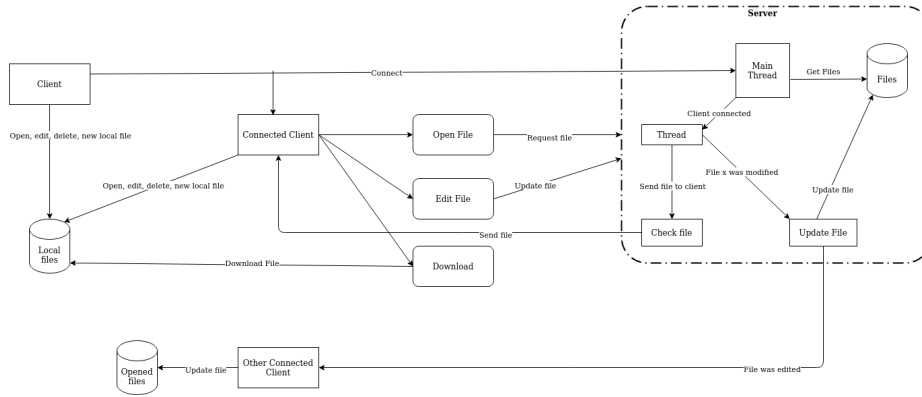 Server
Client
Connect
Main
Thread
Get Files
Files
Client connected
Open, edit, delete, new local file
Connected Client
Open File
Request file
Thread
File x was modified
Open, edit, delete, new local file
Edit File
Update file
Send file to client
Update file
Local
files
Send file
Check file
Update File
Download File
Download
Opened
files
Update file
Other Connected
Client
File was edited